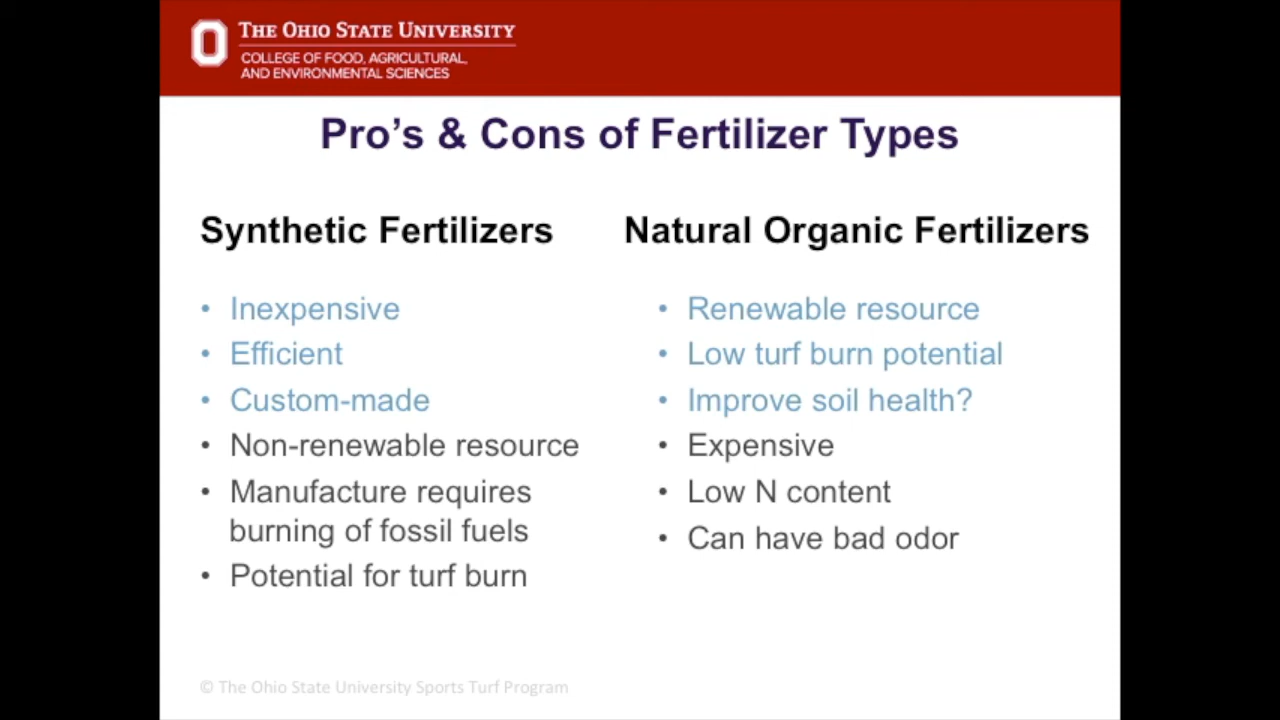 THE OHIO STATE UNIVERSITY
COLLEGE OF FOOD, AGRICULTURAL,
AND ENVIRONMENTAL SCIENCES
Pro's & Cons of Fertilizer Types
Synthetic Fertilizers
• Inexpensive
• Efficient
• Custom-made
• Non-renewable resource
• Manufacture requires
burning of fossil fuels
• Potential for turf burn
Natural Organic Fertilizers
• Renewable resource
• Low turf burn potential
• Improve soil health?
• Expensive
• Low N content
• Can have bad odor
© The Ohio State University Sports Turf Program